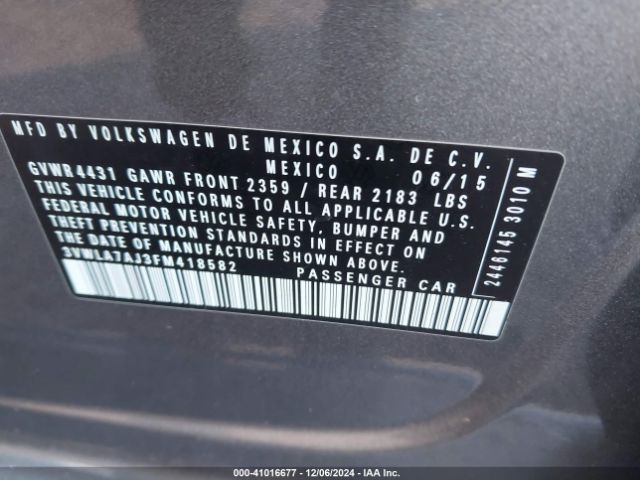 MFD BY VOLKSWAGEN DE MEXICO S.A. DE C.V.
MEXICO 06/15
GVWR 4431 GAWR FRONT 2359 / REAR 2183 LBS
THIS VEHICLE CONFORMS TO ALL APPLICABLE U.S.
FEDERAL MOTOR VEHICLE SAFETY, BUMPER AND
THEFT PREVENTION STANDARDS IN EFFECT ON THE
DATE OF MANUFACTURE SHOWN ABOVE.
3VWLA7AJ3FM418582 PASSENGER CAR
2448145 3010 M
000-41016677 - 12/06/2024 - IAA Inc.